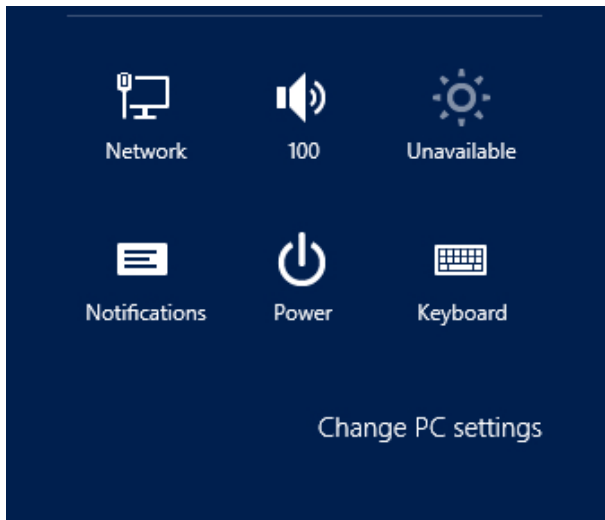 Network 100 Unavailable
Notifications Power Keyboard
Change PC settings